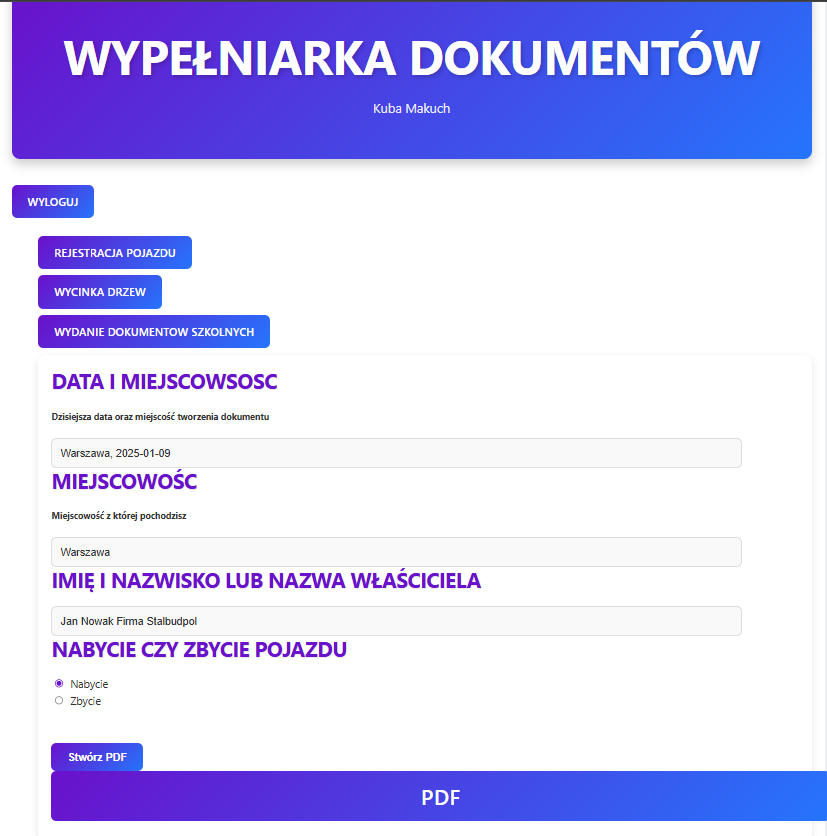 WYPEŁNIARKA DOKUMENTÓW
Kuba Makuch
WYLOGUJ
REJESTRACJA POJAZDU
WYCINKA DRZEW
WYDANIE DOKUMENTOW SZKOLNYCH
DATA I MIEJSCOWSOSC
Dzisiejsza data oraz miejscość tworzenia dokumentu
Warszawa, 2025-01-09
MIEJSCOWOŚC
Miejscowość z której pochodzisz
Warszawa
IMIĘ I NAZWISKO LUB NAZWA WŁAŚCICIELA
Jan Nowak Firma Stalbudpol
NABYCIE CZY ZBYCIE POJAZDU
Nabycie
Zbycie
Stwórz PDF
PDF